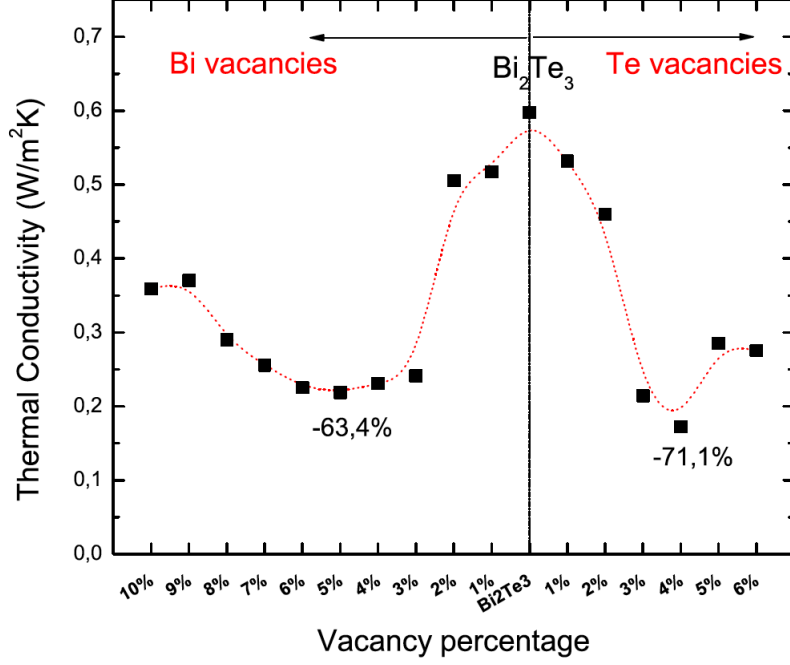 Thermal Conductivity (W/m²K)
0,7
0,6
0,5
0,4
0,3
0,2
0,1
0,0
Bi vacancies
Bi₂Te₃
Te vacancies
-63,4%
-71,1%
10% 9% 8% 7% 6% 5% 4% 3% 2% 1% Bi2Te3 1% 2% 3% 4% 5% 6%
Vacancy percentage